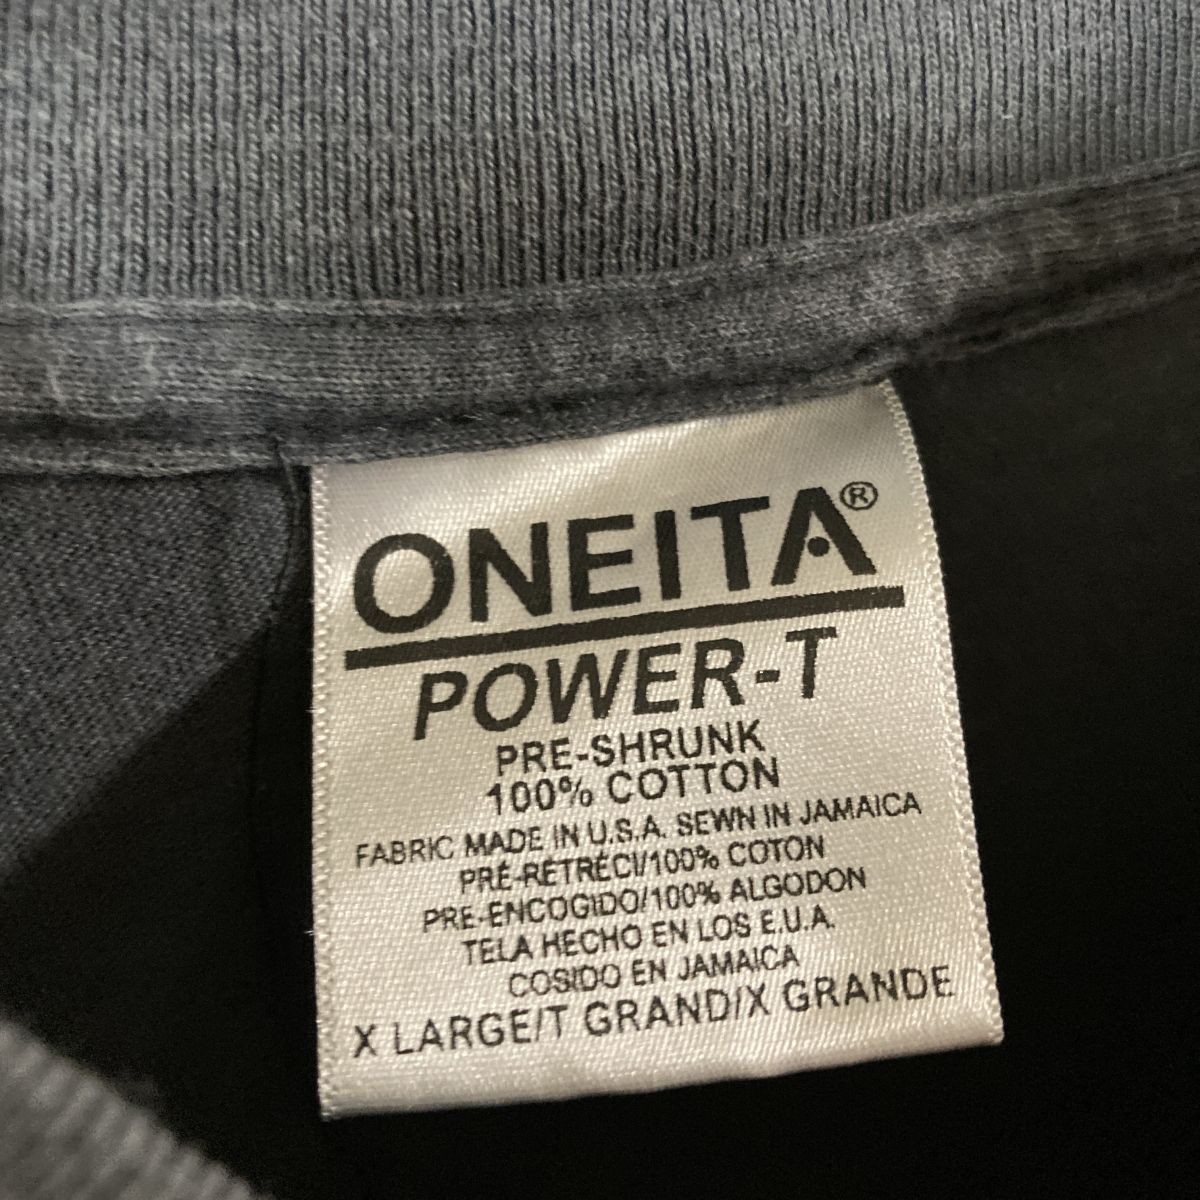 ONEITA®
POWER-T
PRE-SHRUNK
100% COTTON
FABRIC MADE IN U.S.A. SEWN IN JAMAICA
PRÉ-RÉTRÉCI/100% COTON
PRE-ENCOGIDO/100% ALGODON
TELA HECHO EN LOS E.U.A.
COSIDO EN JAMAICA
X LARGE/T GRAND/X GRANDE